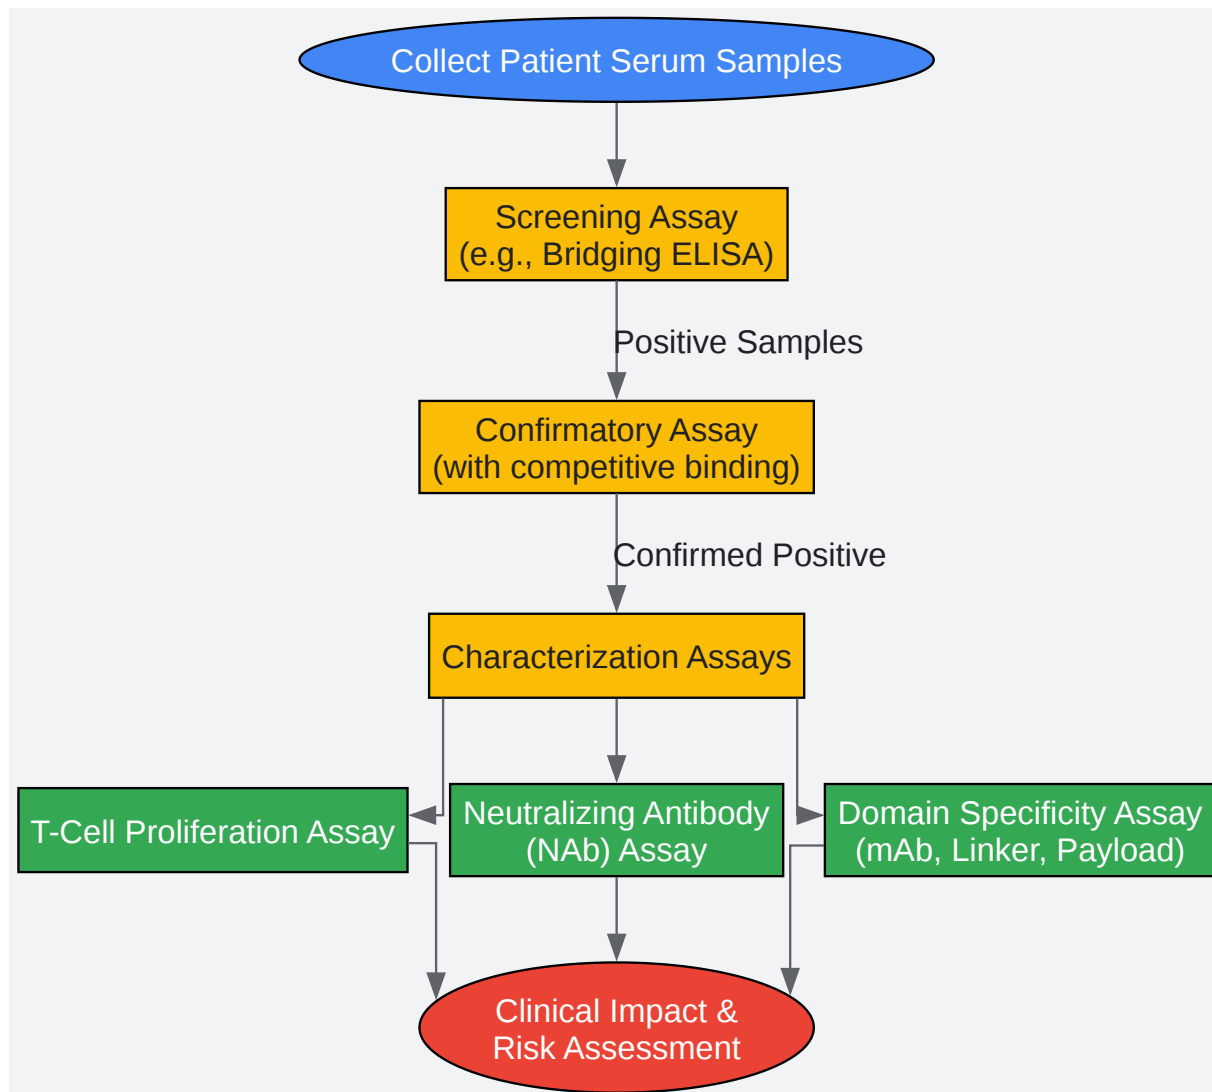 Collect Patient Serum Samples
Screening Assay
(e.g., Bridging ELISA)
Positive Samples
Confirmatory Assay
(with competitive binding)
Confirmed Positive
Characterization Assays
T-Cell Proliferation Assay
Neutralizing Antibody
(NAb) Assay
Domain Specificity Assay
(mAb, Linker, Payload)
Clinical Impact &
Risk Assessment